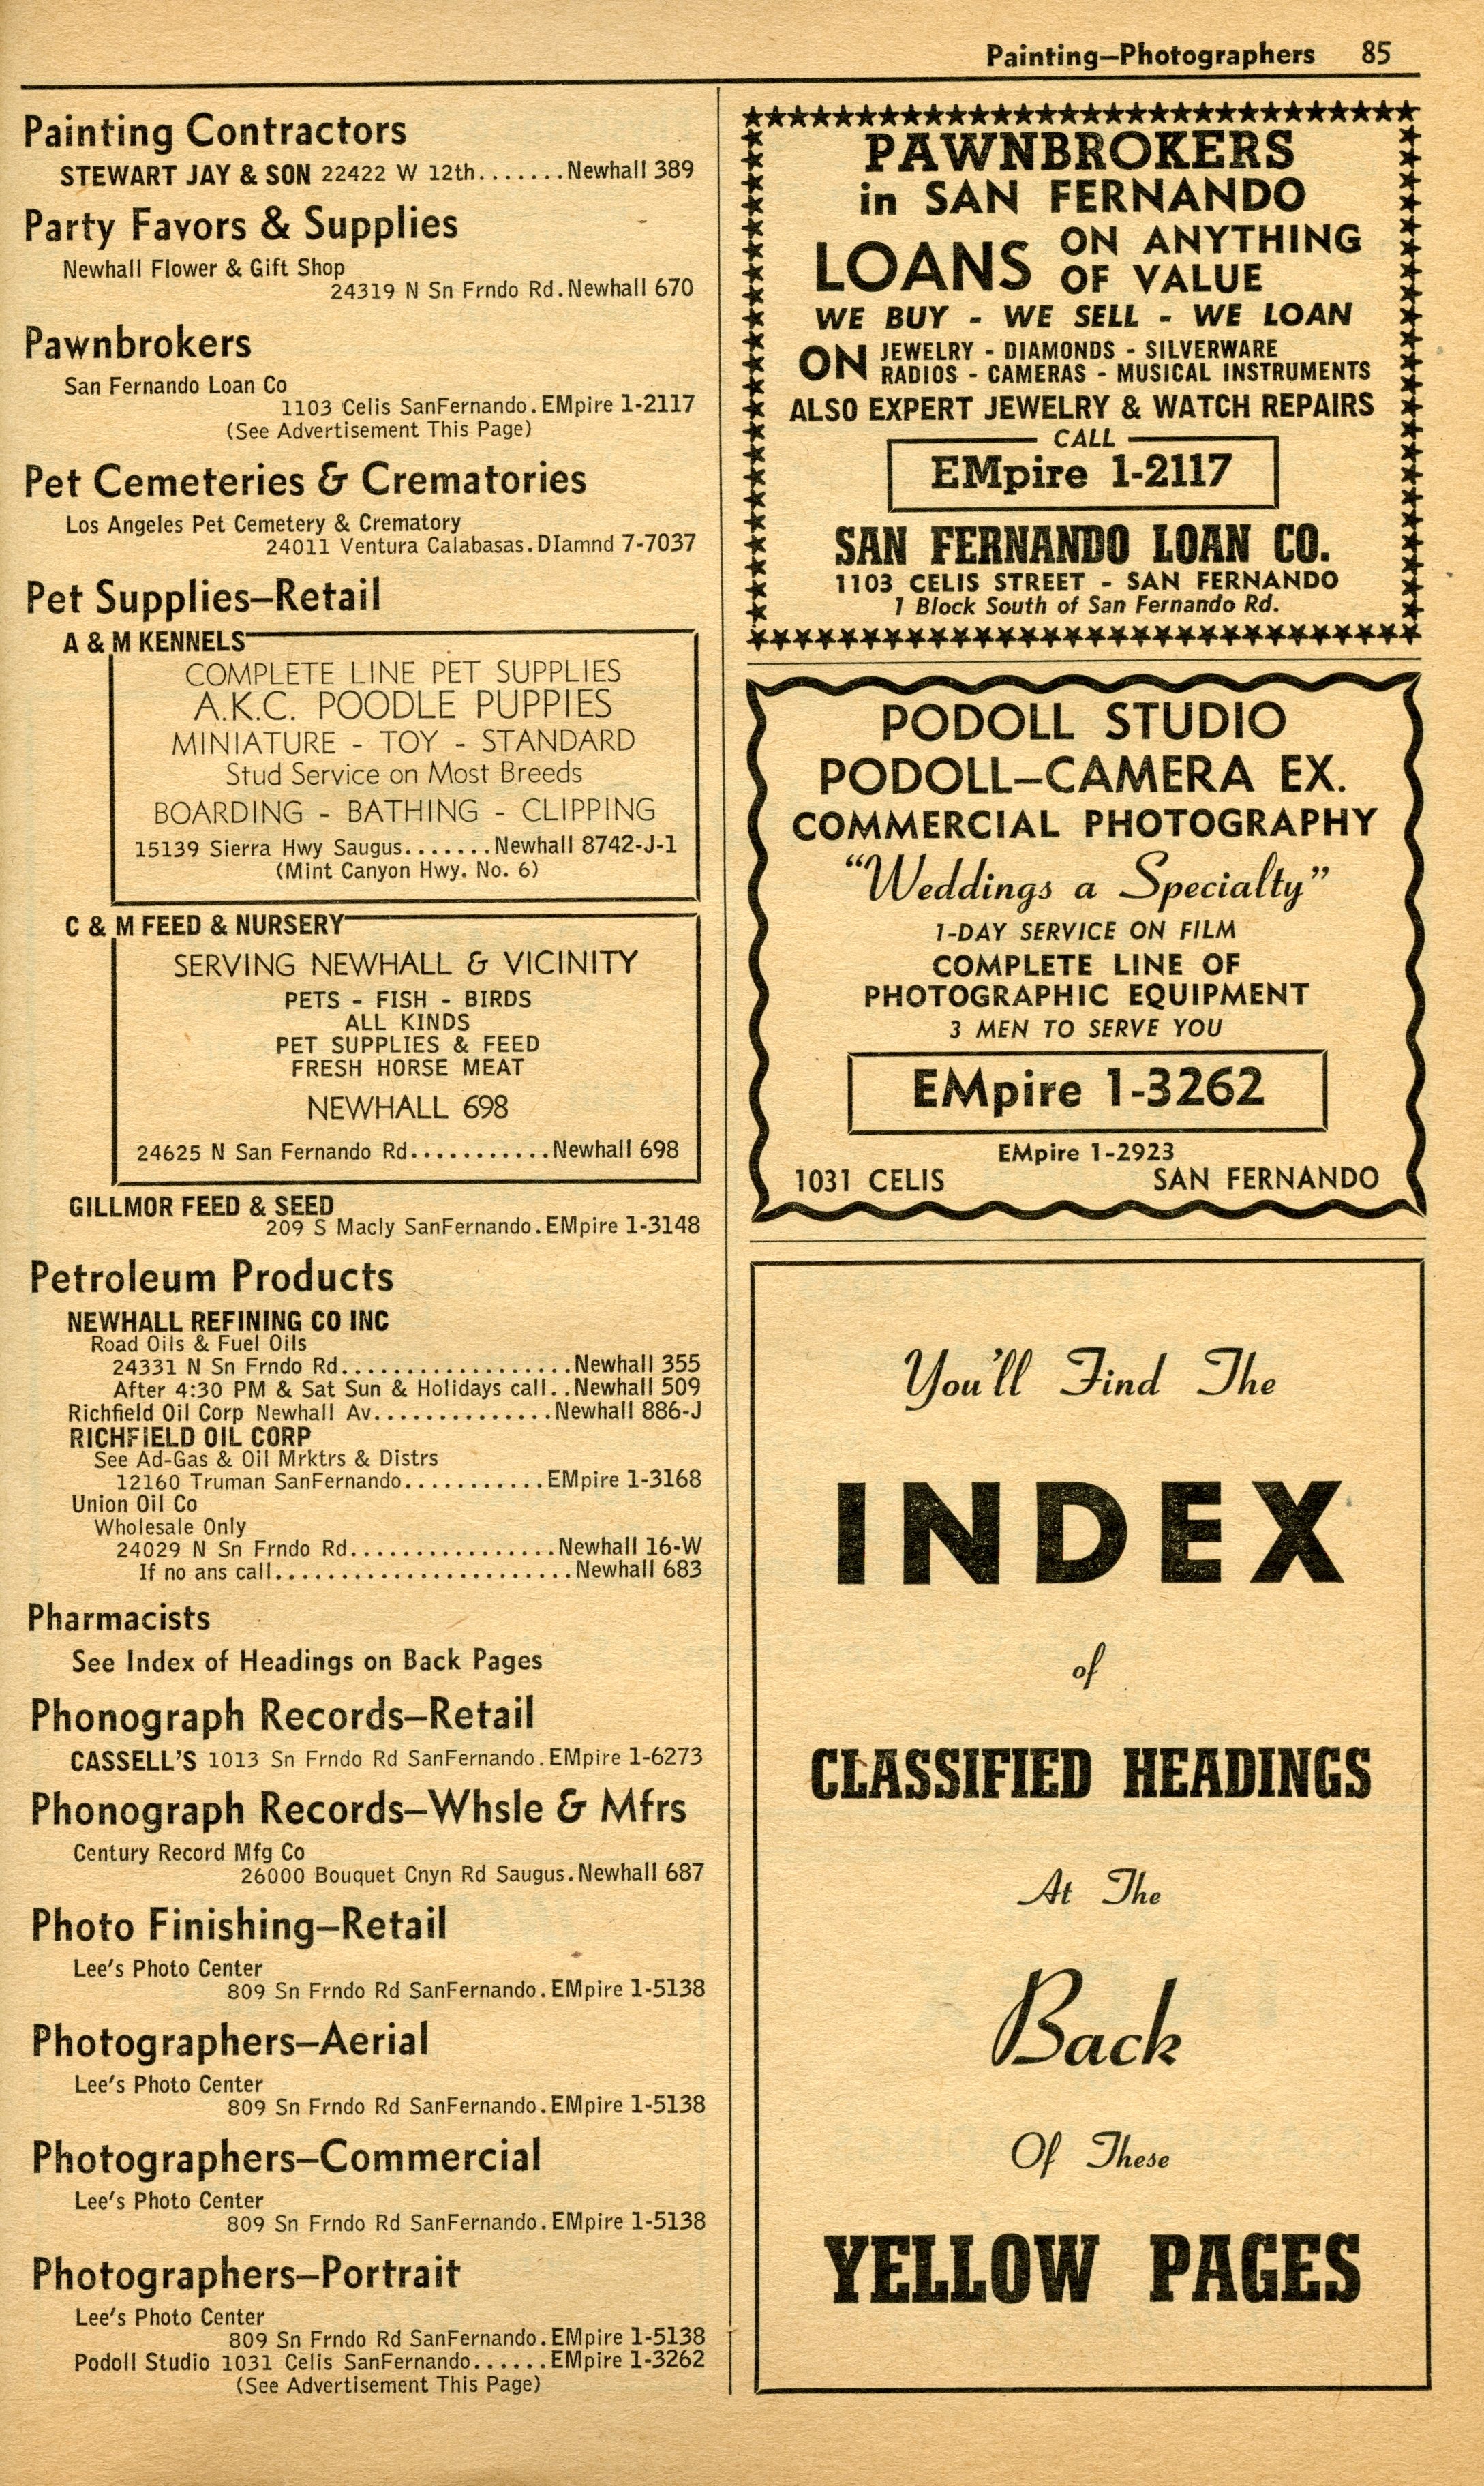 Painting—Photographers 85
Painting Contractors
STEWART JAY & SON 22422 W 12th.......Newhall 389
Party Favors & Supplies
Newhall Flower & Gift Shop
24319 N Sn Frndo Rd.Newhall 670
Pawnbrokers
San Fernando Loan Co
1103 Celis SanFernando.EMpire 1-2117
(See Advertisement This Page)
Pet Cemeteries & Crematories
Los Angeles Pet Cemetery & Crematory
24011 Ventura Calabasas.DIamnd 7-7037
Pet Supplies—Retail
A & M KENNELS
COMPLETE LINE PET SUPPLIES
A.K.C. POODLE PUPPIES
MINIATURE - TOY - STANDARD
Stud Service on Most Breeds
BOARDING - BATHING - CLIPPING
15139 Sierra Hwy Saugus.......Newhall 8742-J-1
(Mint Canyon Hwy. No. 6)
C & M FEED & NURSERY
SERVING NEWHALL & VICINITY
PETS - FISH - BIRDS
ALL KINDS
PET SUPPLIES & FEED
FRESH HORSE MEAT
NEWHALL 698
24625 N San Fernando Rd...........Newhall 698
GILLMOR FEED & SEED
209 S Macly SanFernando.EMpire 1-3148
Petroleum Products
NEWHALL REFINING CO INC
Road Oils & Fuel Oils
24331 N Sn Frndo Rd..................Newhall 355
After 4:30 PM & Sat Sun & Holidays call..Newhall 509
Richfield Oil Corp Newhall Av..............Newhall 886-J
RICHFIELD OIL CORP
See Ad-Gas & Oil Mrktrs & Distrs
12160 Truman SanFernando...........EMpire 1-3168
Union Oil Co
Wholesale Only
24029 N Sn Frndo Rd................Newhall 16-W
If no ans call.......................Newhall 683
Pharmacists
See Index of Headings on Back Pages
Phonograph Records—Retail
CASSELL'S 1013 Sn Frndo Rd SanFernando.EMpire 1-6273
Phonograph Records—Whsle & Mfrs
Century Record Mfg Co
26000 Bouquet Cnyn Rd Saugus.Newhall 687
Photo Finishing—Retail
Lee's Photo Center
809 Sn Frndo Rd SanFernando.EMpire 1-5138
Photographers—Aerial
Lee's Photo Center
809 Sn Frndo Rd SanFernando.EMpire 1-5138
Photographers—Commercial
Lee's Photo Center
809 Sn Frndo Rd SanFernando.EMpire 1-5138
Photographers—Portrait
Lee's Photo Center
809 Sn Frndo Rd SanFernando.EMpire 1-5138
Podoll Studio 1031 Celis SanFernando......EMpire 1-3262
(See Advertisement This Page)
PAWNBROKERS
in SAN FERNANDO
LOANS ON ANYTHING
OF VALUE
WE BUY - WE SELL - WE LOAN
ON JEWELRY - DIAMONDS - SILVERWARE
RADIOS - CAMERAS - MUSICAL INSTRUMENTS
ALSO EXPERT JEWELRY & WATCH REPAIRS
CALL
EMpire 1-2117
SAN FERNANDO LOAN CO.
1103 CELIS STREET - SAN FERNANDO
1 Block South of San Fernando Rd.
PODOLL STUDIO
PODOLL—CAMERA EX.
COMMERCIAL PHOTOGRAPHY
"Weddings a Specialty"
1-DAY SERVICE ON FILM
COMPLETE LINE OF
PHOTOGRAPHIC EQUIPMENT
3 MEN TO SERVE YOU
EMpire 1-3262
EMpire 1-2923
1031 CELIS SAN FERNANDO
You'll Find The
INDEX
of
CLASSIFIED HEADINGS
At The
Back
Of These
YELLOW PAGES